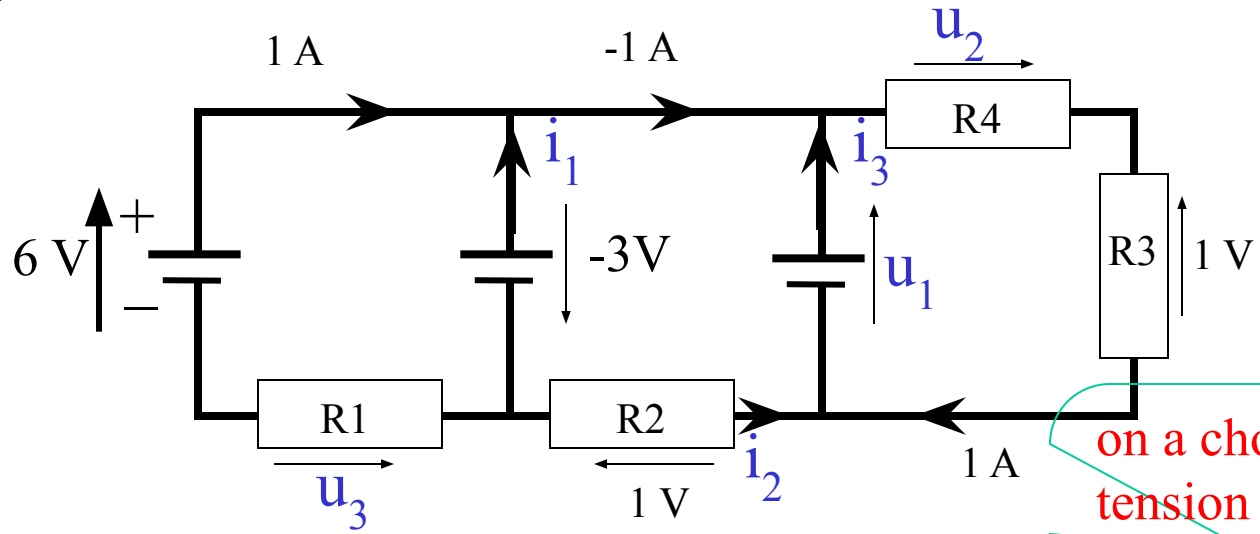 u2
1 A
-1 A
R4
i1
i3
+
6 V
-3V
u1
R3
1 V
–
R1
R2
u3
1 V
i2
1 A
on a cho
tension